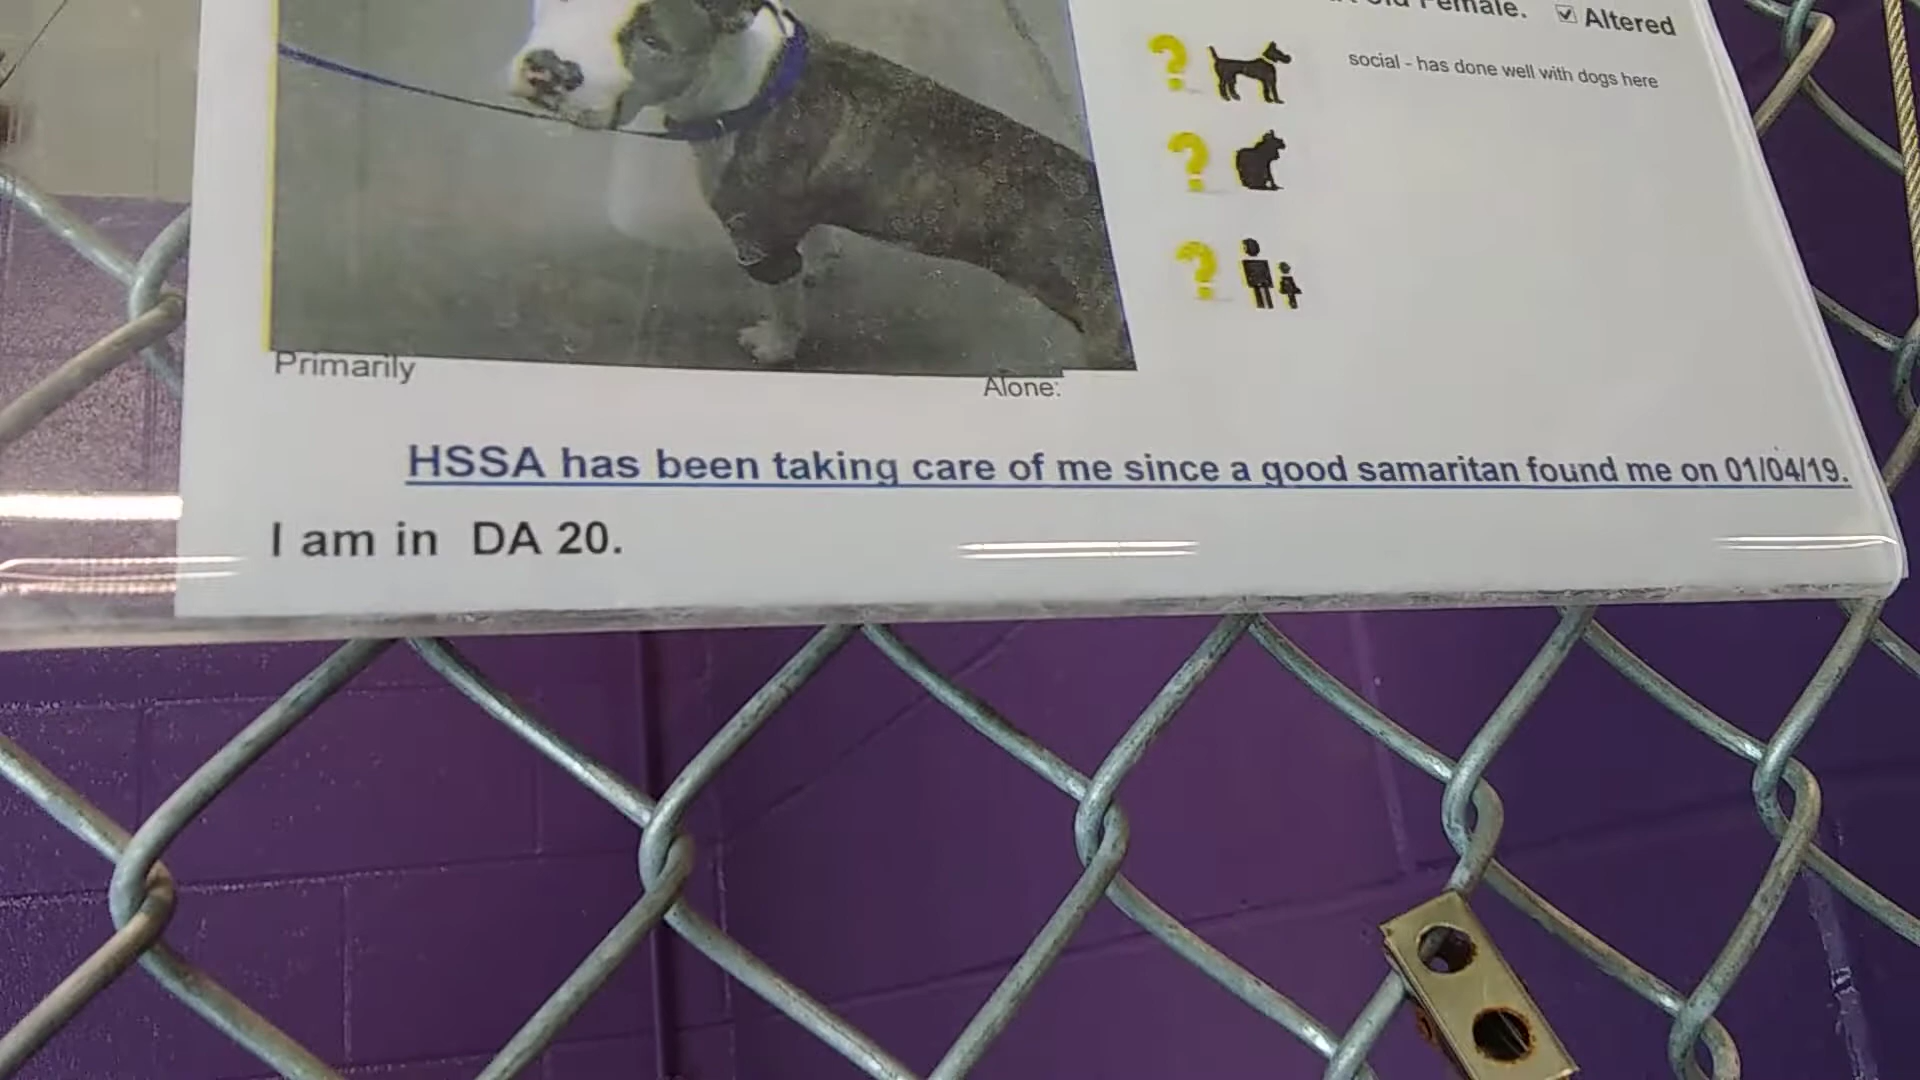 Female. ☑ Altered
social - has done well with dogs here
Primarily
Alone:
HSSA has been taking care of me since a good samaritan found me on 01/04/19.
I am in DA 20.